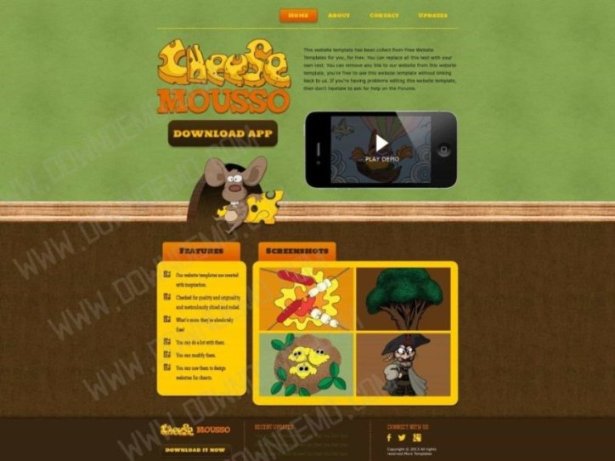 Home ABOUT CONTACT UPDATES
CHEESE
MOUSSO
DOWNLOAD APP
This website template has been collect from Free Website
Templates for you, for free. You can replace all this text with your
own text. You can remove any link to our website from this website
template, you're free to use this website template without linking
back to us. If you're having problems editing this website template,
then don't hesitate to ask for help on the Forums.
PLAY DEMO
FEATURES
SCREENSHOTS
Our website templates are created
with inspiration.
Checked for quality and originality
and meticulously sliced and coded.
What's more, they're absolutely
free!
You can do a lot with them.
You can modify them.
You can use them to design
websites for clients.
CHEESE MOUSSO
DOWNLOAD IT NOW
RECENT UPDATES
CONNECT WITH US
Copyright © 2013 All rights
reserved
WWW.DOWNDEMO.COM